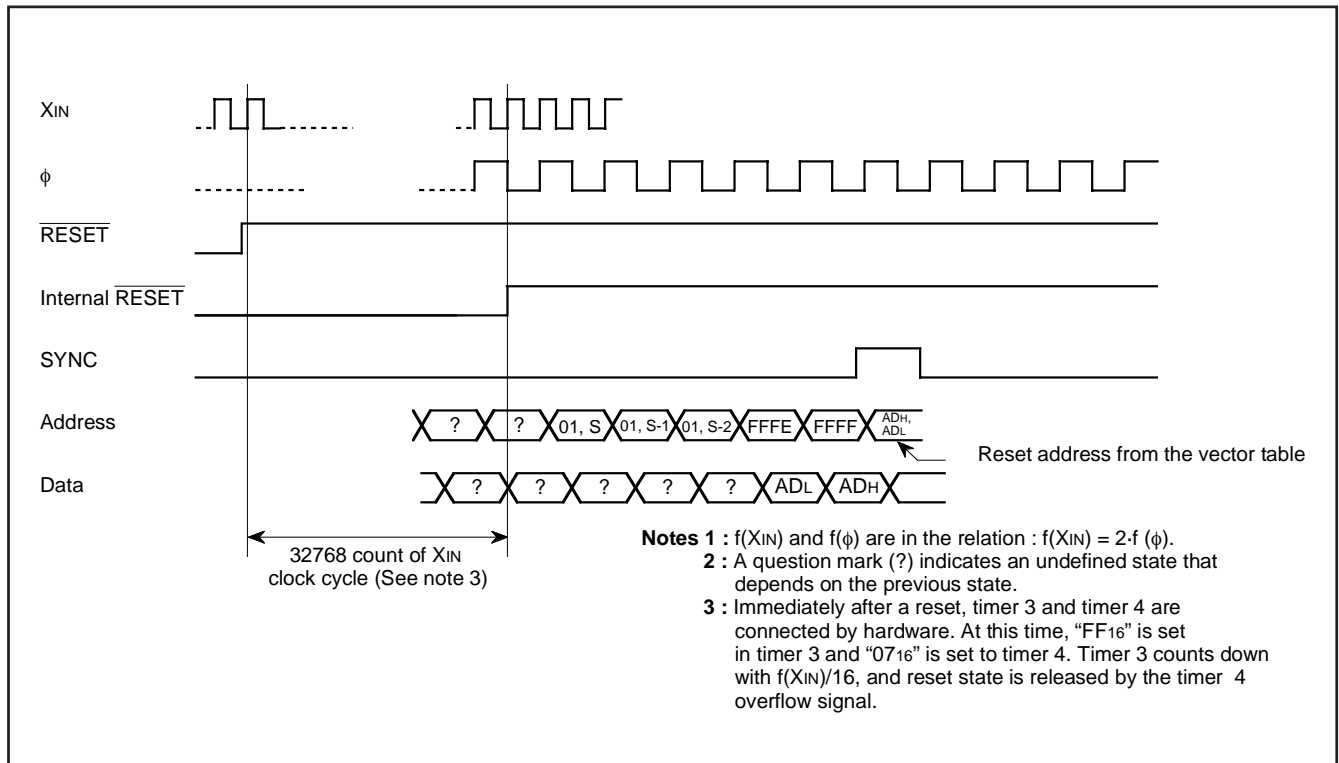 XIN
ϕ
RESET
Internal RESET
SYNC
Address
? ? 01, S 01, S-1 01, S-2 FFFE FFFF ADH,
ADL
Reset address from the vector table
Data
? ? ? ? ? ADL ADH
32768 count of XIN
clock cycle (See note 3)
Notes 1 : f(XIN) and f(ϕ) are in the relation : f(XIN) = 2·f (ϕ).
2 : A question mark (?) indicates an undefined state that
depends on the previous state.
3 : Immediately after a reset, timer 3 and timer 4 are
connected by hardware. At this time, “FF16” is set
in timer 3 and “0716” is set to timer 4. Timer 3 counts down
with f(XIN)/16, and reset state is released by the timer 4
overflow signal.